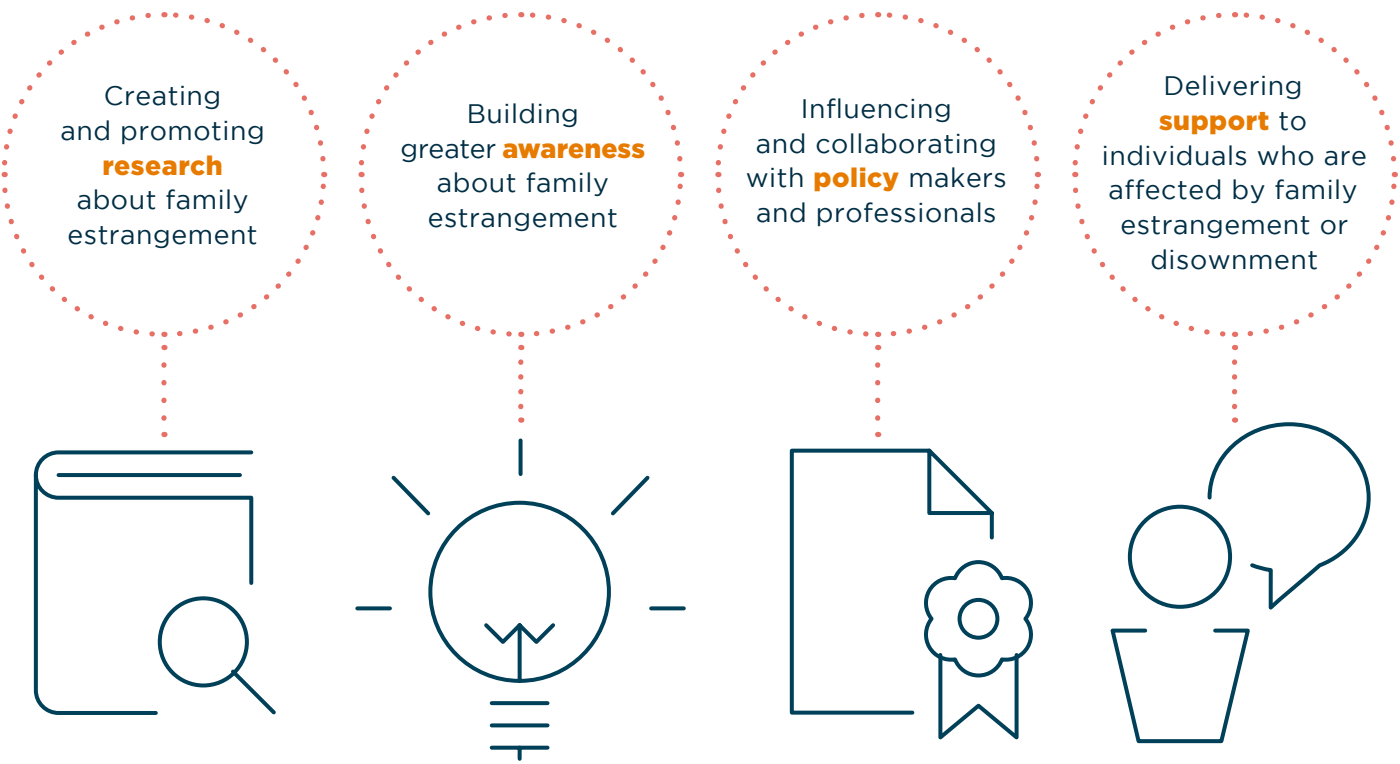 Creating
and promoting
research
about family
estrangement
Building
greater awareness
about family
estrangement
Influencing
and collaborating
with policy makers
and professionals
Delivering
support to
individuals who are
affected by family
estrangement or
disownment